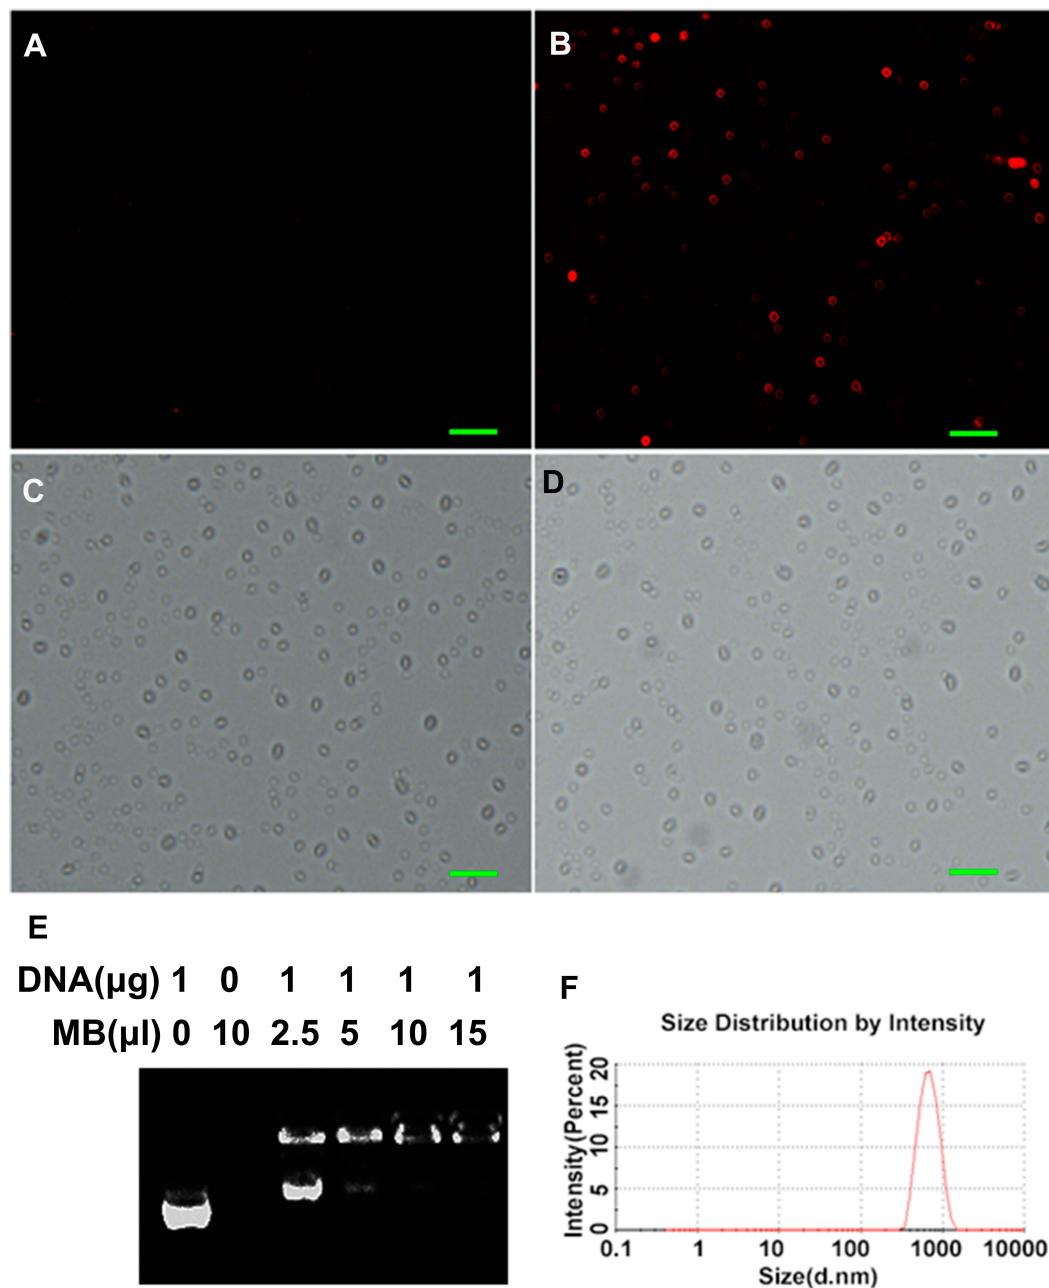 A
B
C
D
E
DNA(µg) 1 0 1 1 1 1
MB(µl) 0 10 2.5 5 10 15
F
Size Distribution by Intensity
Intensity(Percent)
20
15
10
5
0
0.1 1 10 100 1000 10000
Size(d.nm)